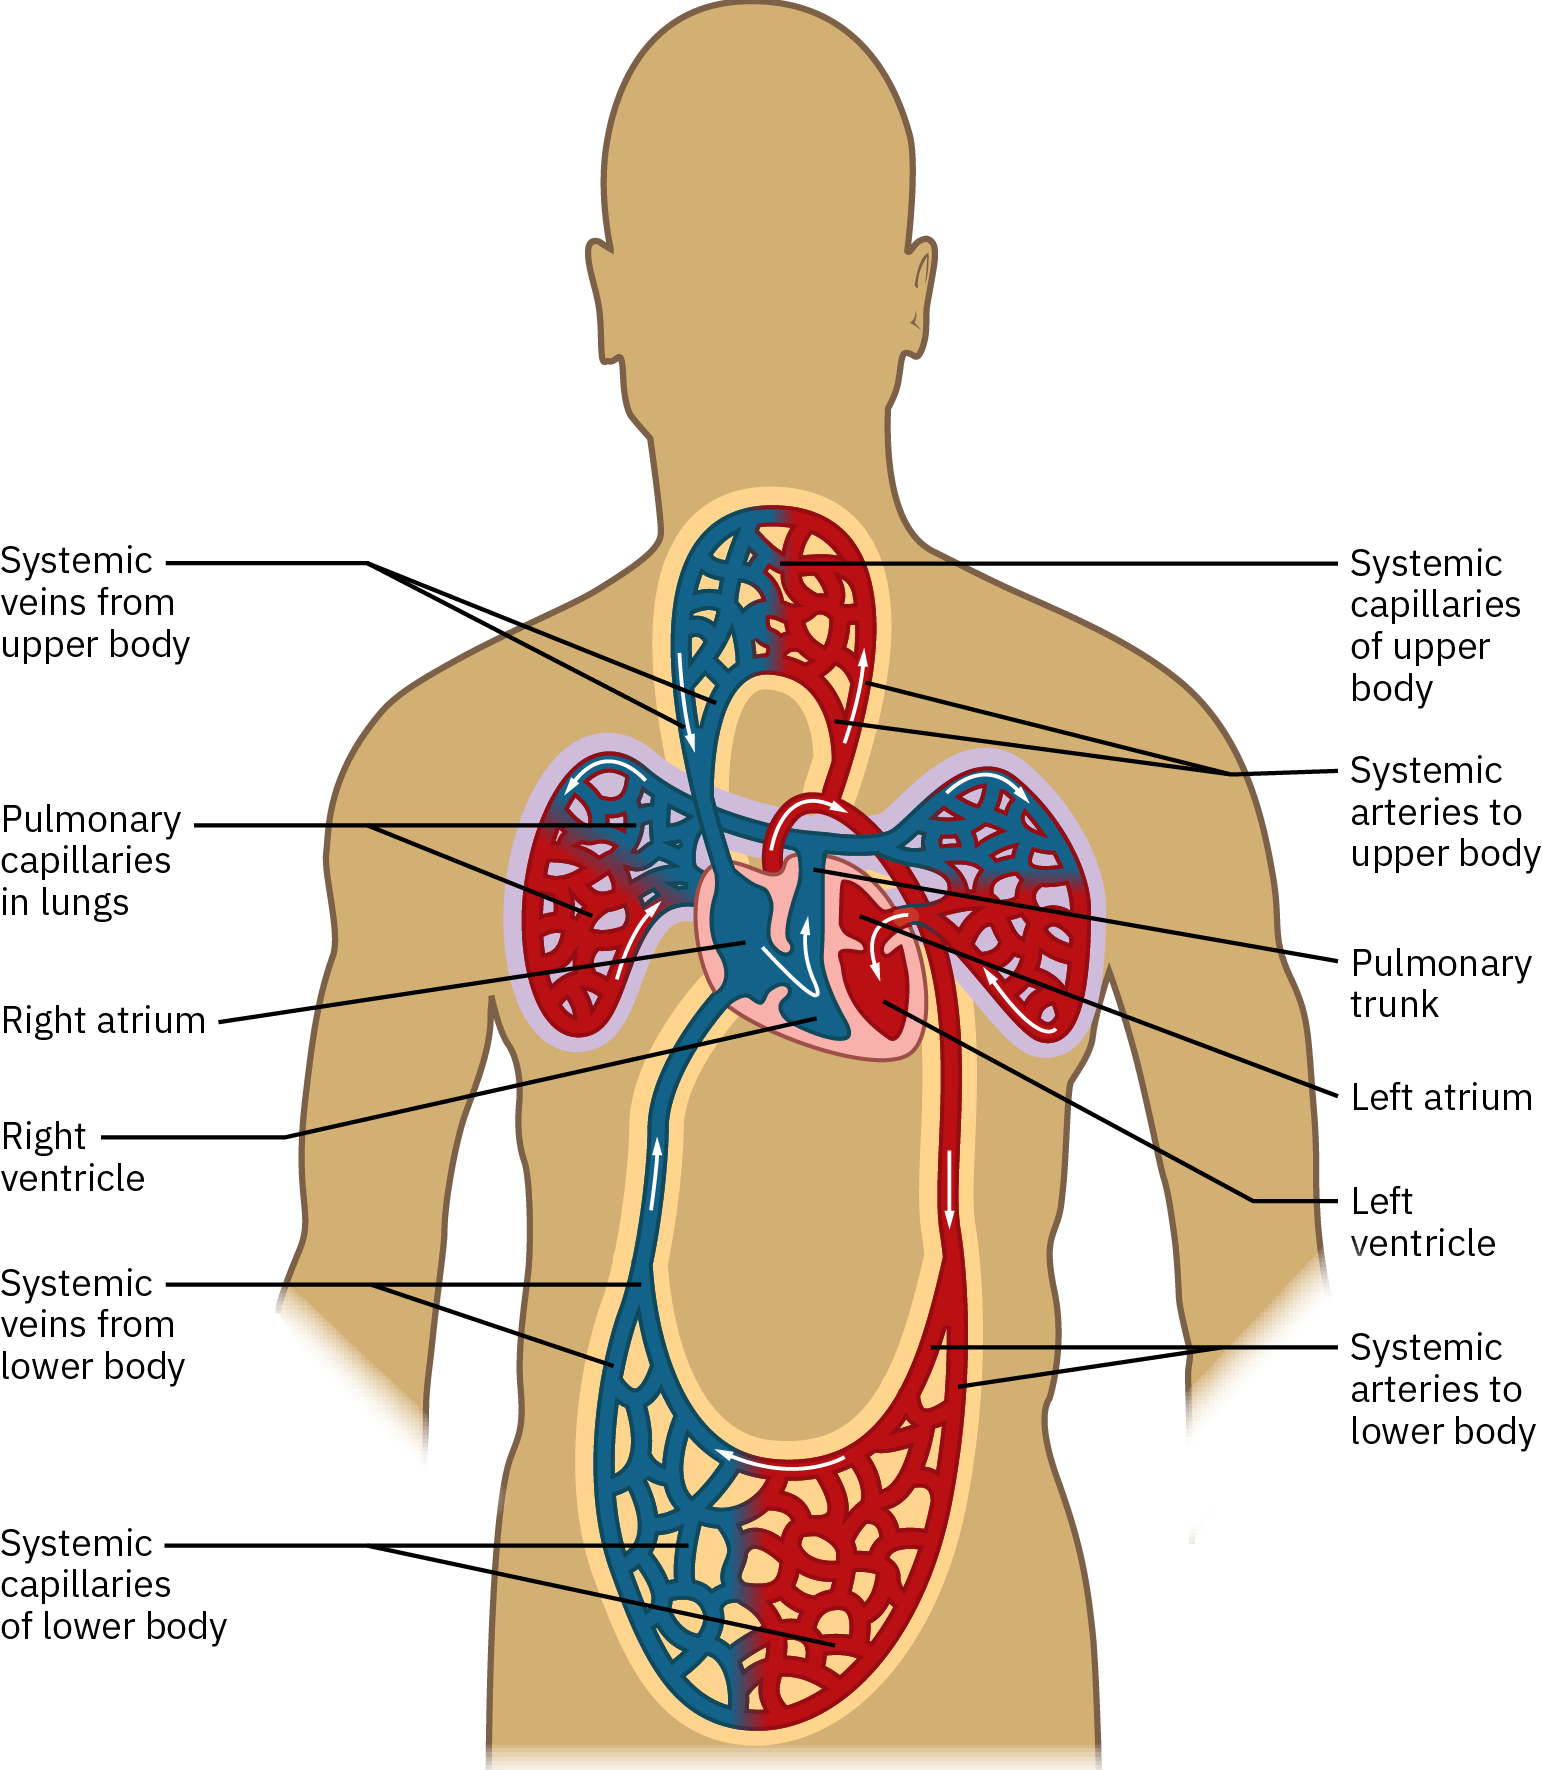 Systemic
veins from
upper body
Pulmonary
capillaries
in lungs
Right atrium
Right
ventricle
Systemic
veins from
lower body
Systemic
capillaries
of lower body
Systemic
capillaries
of upper
body
Systemic
arteries to
upper body
Pulmonary
trunk
Left atrium
Left
ventricle
Systemic
arteries to
lower body